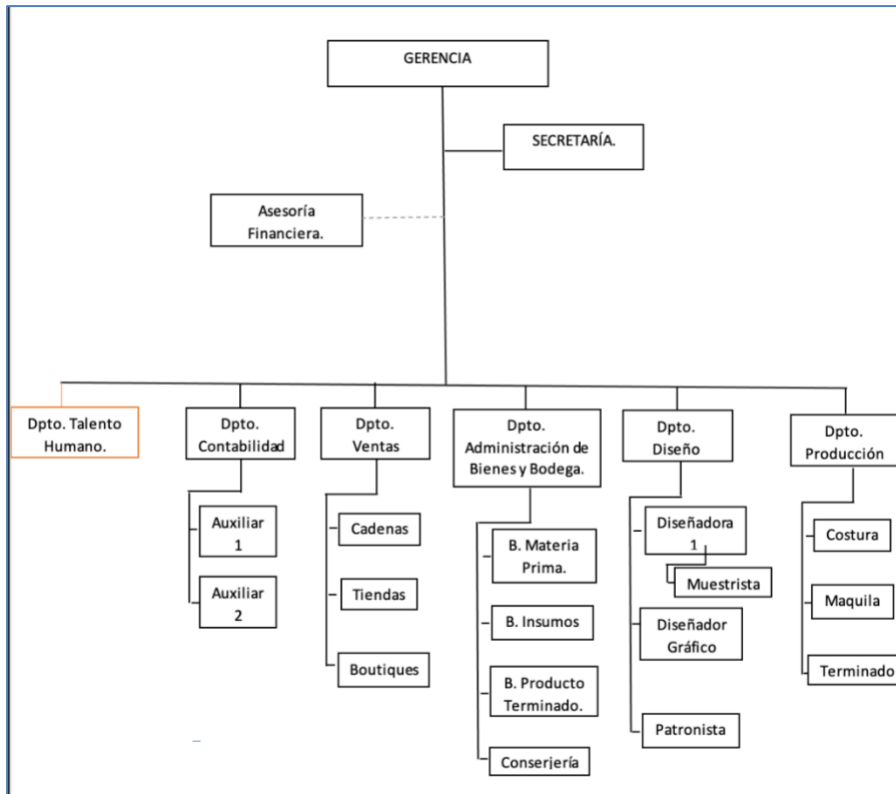 GERENCIA
SECRETARÍA.
Asesoría
Financiera.
Dpto. Talento
Humano.
Dpto.
Contabilidad
Auxiliar
1
Auxiliar
2
Dpto.
Ventas
Cadenas
Tiendas
Boutiques
Dpto.
Administración de
Bienes y Bodega.
B. Materia
Prima.
B. Insumos
B. Producto
Terminado.
Conserjería
Dpto.
Diseño
Diseñadora
1
Muestrista
Diseñador
Gráfico
Patronista
Dpto.
Producción
Costura
Maquila
Terminado